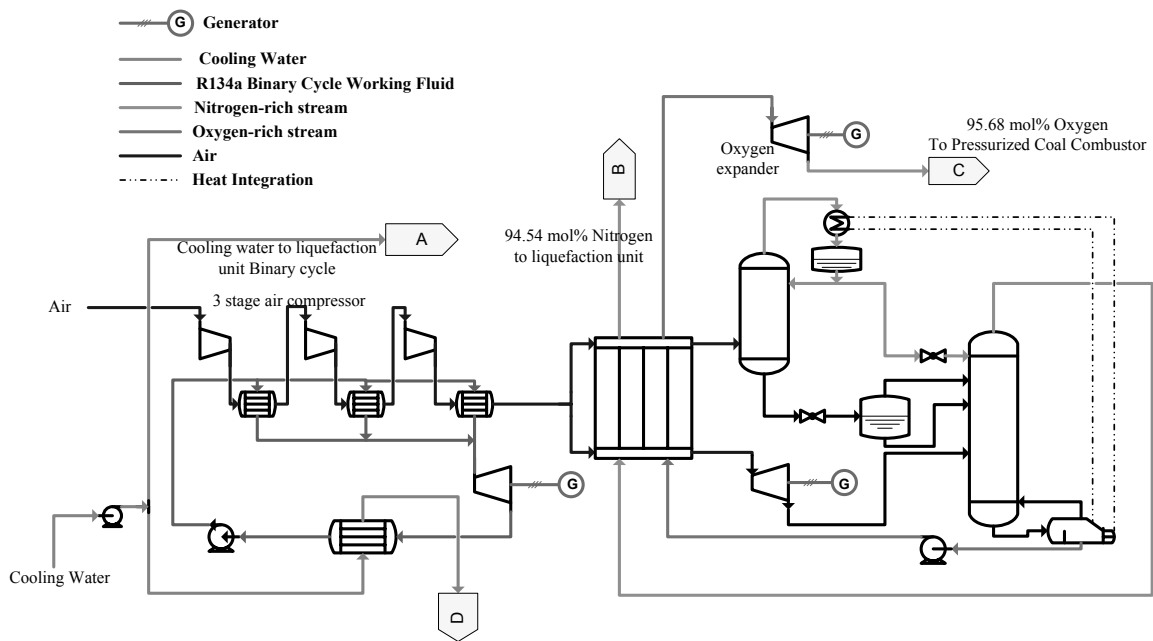 G
Generator
Cooling Water
R134a Binary Cycle Working Fluid
Nitrogen-rich stream
Oxygen-rich stream
Air
Heat Integration
G
Oxygen
expander
95.68 mol% Oxygen
To Pressurized Coal Combustor
C
B
94.54 mol% Nitrogen
to liquefaction unit
A
Cooling water to liquefaction
unit Binary cycle
Air
3 stage air compressor
G
G
Cooling Water
D